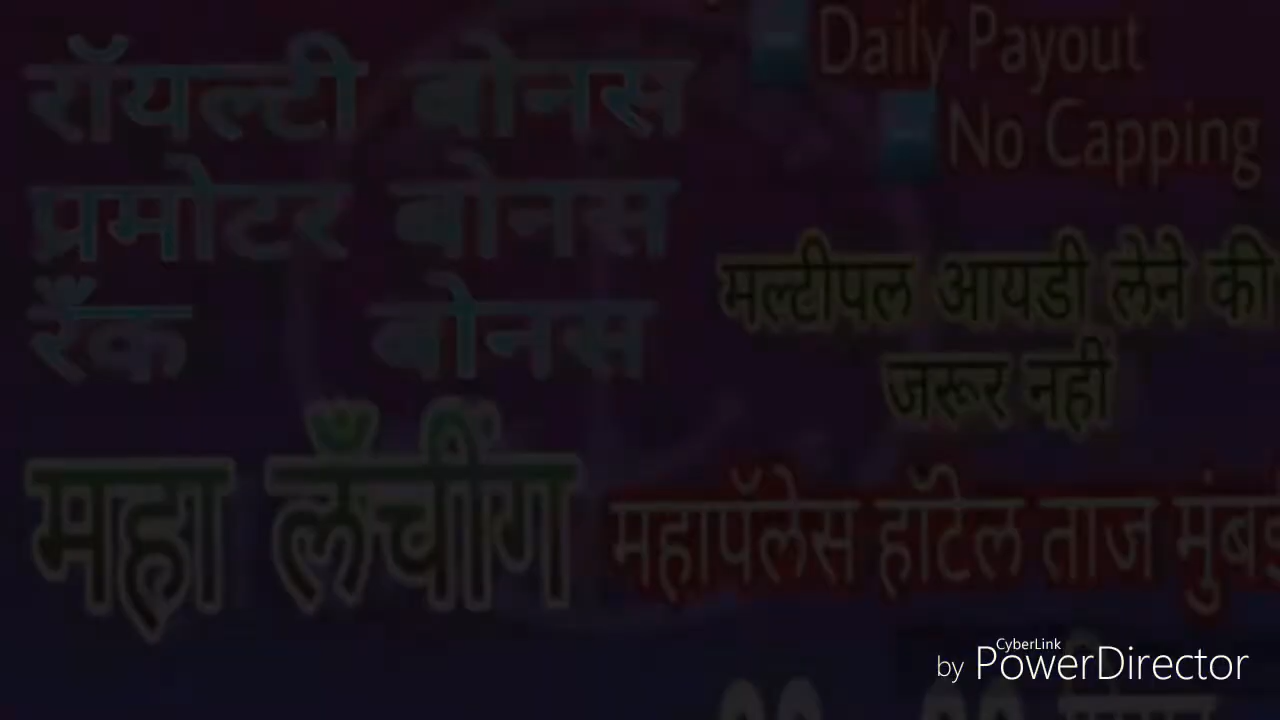 रॉयल्टी बोनस
प्रमोटर बोनस
रँक बोनस
महा लँचींग
Daily Payout
No Capping
मल्टीपल आयडी लेने की
जरूर नहीं
महापॅलेस हॉटेल ताज
CyberLink
by PowerDirector